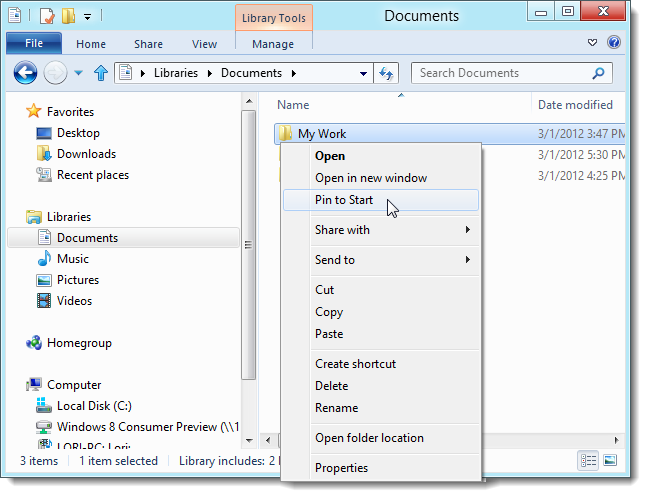 Library Tools
Documents
File
Home
Share
View
Manage
Libraries
Documents
Search Documents
Favorites
Desktop
Downloads
Recent places
Libraries
Documents
Music
Pictures
Videos
Homegroup
Computer
Local Disk (C:)
Windows 8 Consumer Preview (\\1
LORI-PC: Lori:
Name
Date modified
My Work
3/1/2012 3:47 PM
3/1/2012 5:30 PM
3/1/2012 4:25 PM
Open
Open in new window
Pin to Start
Share with
Send to
Cut
Copy
Paste
Create shortcut
Delete
Rename
Open folder location
Properties
3 items
1 item selected
Library includes: 2